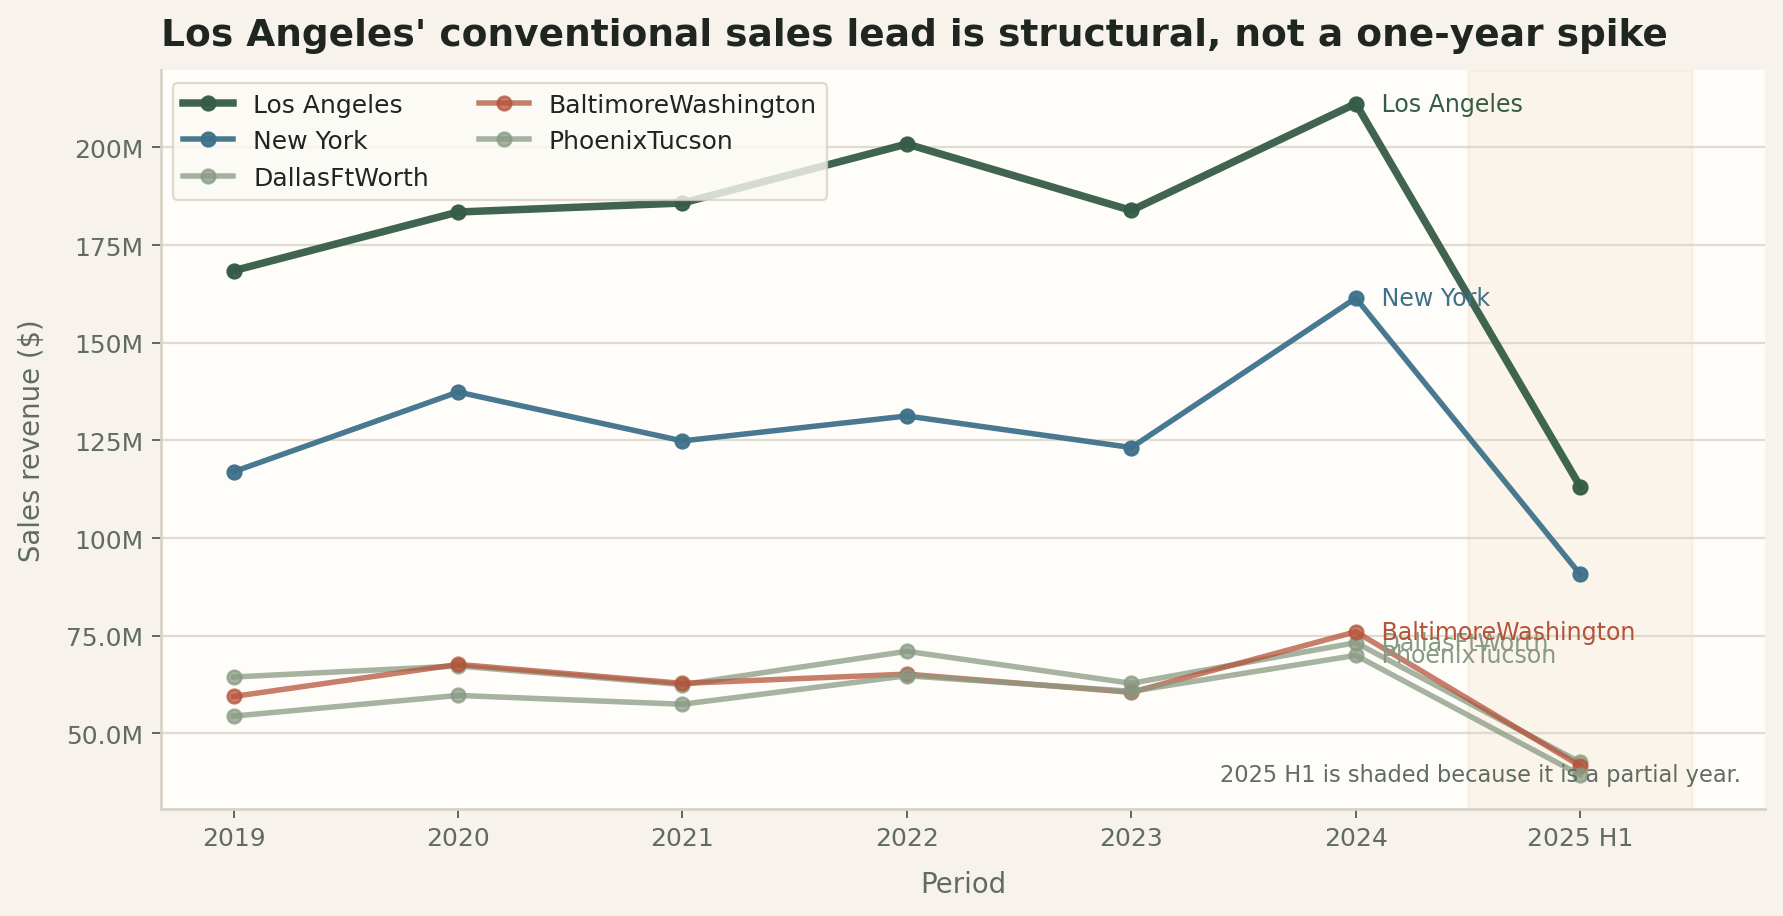 Los Angeles' conventional sales lead is structural, not a one-year spike
Los Angeles
New York
DallasFtWorth
BaltimoreWashington
PhoenixTucson
Los Angeles
New York
BaltimoreWashington
DallasFtWorth
PhoenixTucson
2025 H1 is shaded because it is a partial year.
Sales revenue ($)
200M
175M
150M
125M
100M
75.0M
50.0M
2019
2020
2021
2022
2023
2024
2025 H1
Period